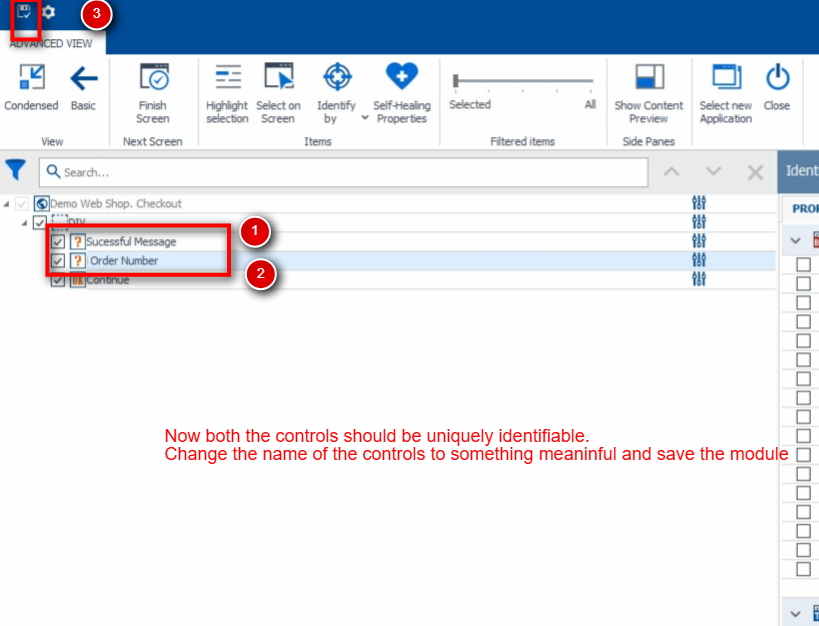 3
ADVANCED VIEW
Condensed
Basic
View
Finish
Screen
Next Screen
Highlight
selection
Select on
Screen
Identify
by
Self-Healing
Properties
Items
Selected
All
Filtered items
Show Content
Preview
Side Panes
Select new
Application
Close
Search...
Ident
PROP
Demo Web Shop. Checkout
DIV
Sucessful Message
1
Order Number
2
OK Continue
Now both the controls should be uniquely identifiable.
Change the name of the controls to something meaninful and save the module